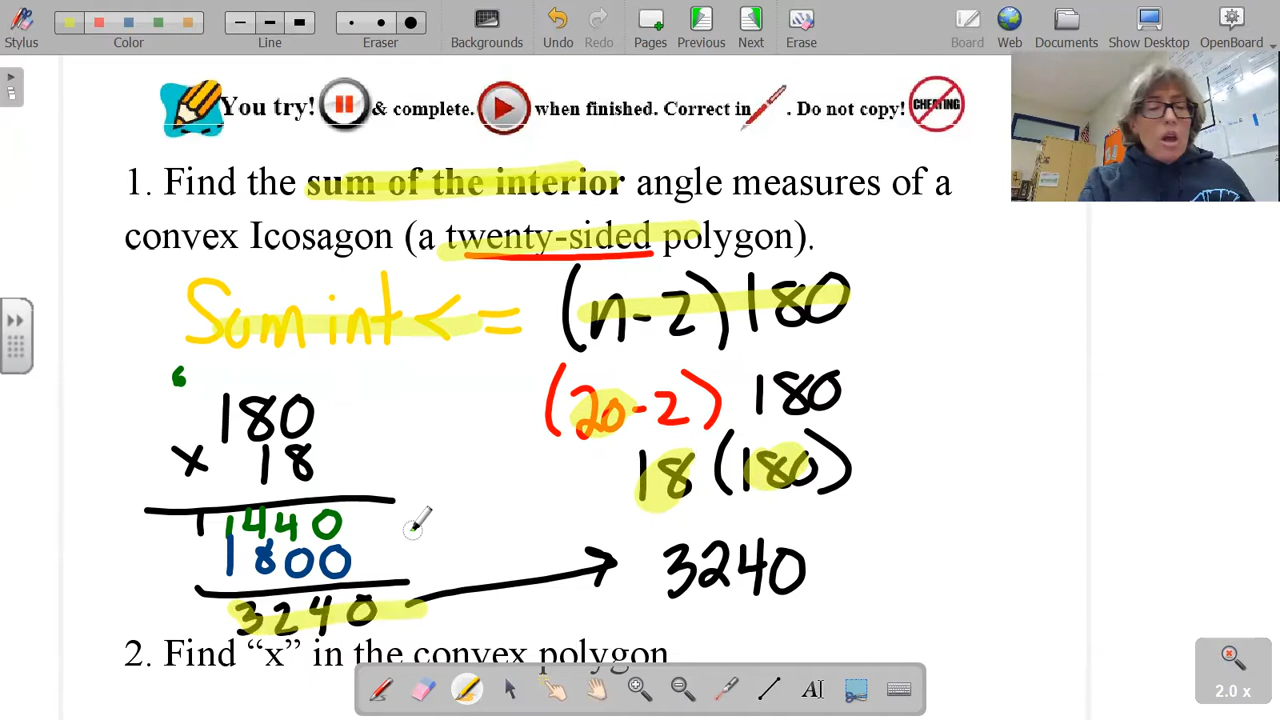 Stylus Color Line Eraser Backgrounds Undo Redo Pages Previous Next Erase Board Web Documents Show Desktop OpenBoard
You try! & complete. when finished. Correct in . Do not copy! CHEATING
1. Find the sum of the interior angle measures of a
convex Icosagon (a twenty-sided polygon).
Sum int < = (n-2)180
(20-2) 180
18(180)
3240
6
180
x 18
1
1440
1800
3240
2. Find “x” in the convex polygon
AI
2.0 x